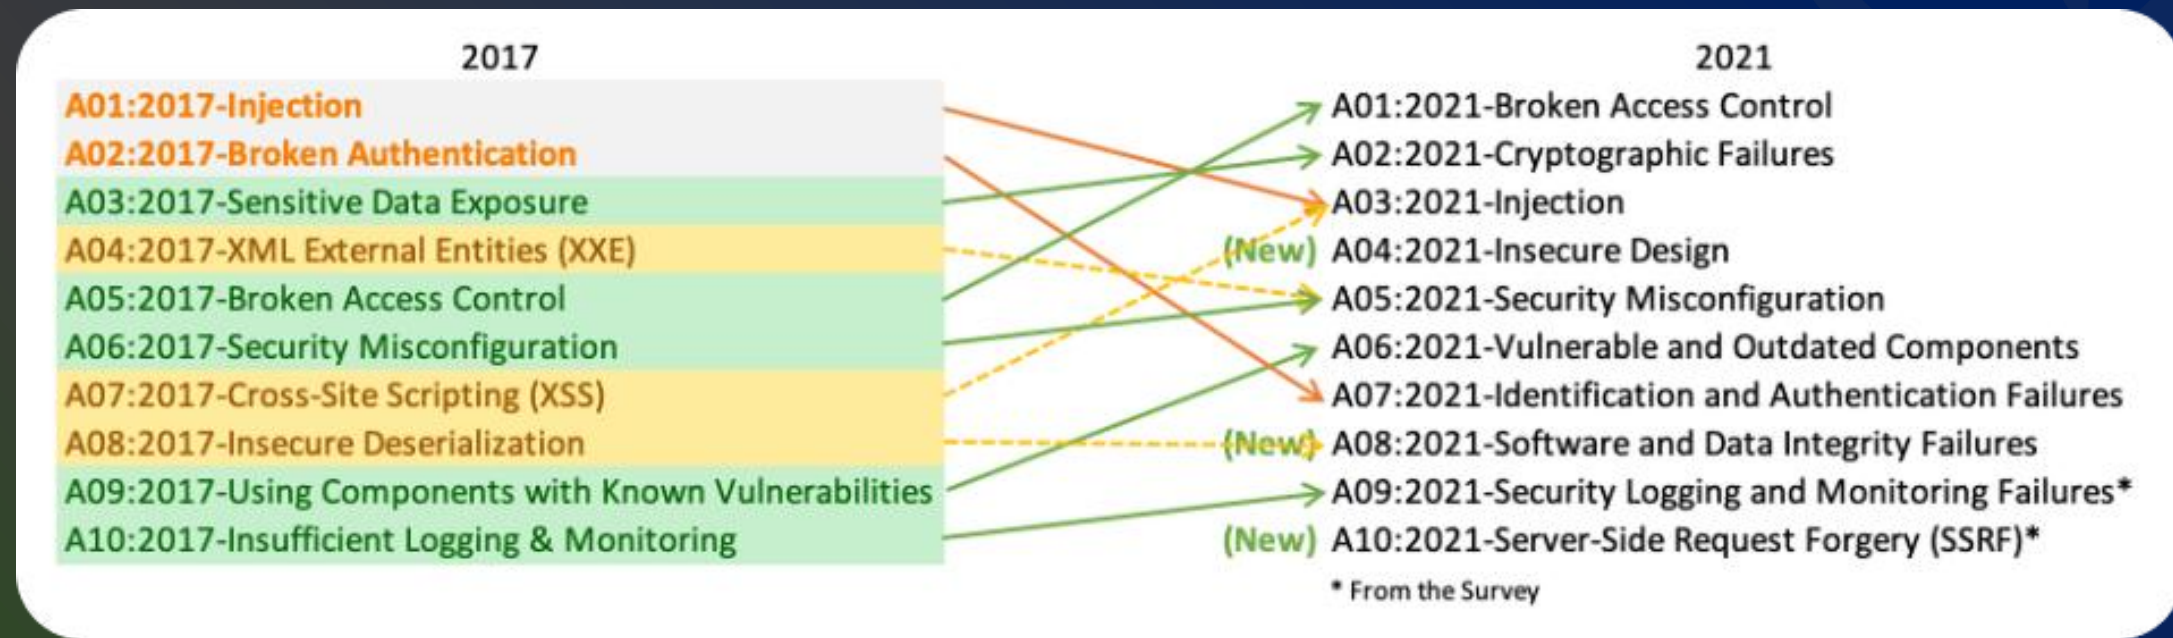 2017
A01:2017-Injection
A02:2017-Broken Authentication
A03:2017-Sensitive Data Exposure
A04:2017-XML External Entities (XXE)
A05:2017-Broken Access Control
A06:2017-Security Misconfiguration
A07:2017-Cross-Site Scripting (XSS)
A08:2017-Insecure Deserialization
A09:2017-Using Components with Known Vulnerabilities
A10:2017-Insufficient Logging & Monitoring
2021
A01:2021-Broken Access Control
A02:2021-Cryptographic Failures
A03:2021-Injection
(New) A04:2021-Insecure Design
A05:2021-Security Misconfiguration
A06:2021-Vulnerable and Outdated Components
A07:2021-Identification and Authentication Failures
(New) A08:2021-Software and Data Integrity Failures
A09:2021-Security Logging and Monitoring Failures*
(New) A10:2021-Server-Side Request Forgery (SSRF)*
* From the Survey